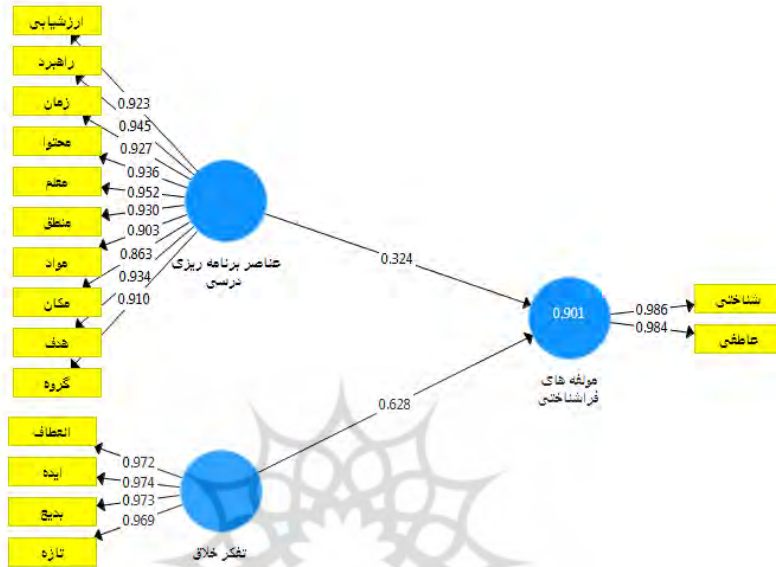 ارزشیابی
راهبرد
زمان
محتوا
معلم
منطق
مواد
مکان
هدف
گروه
0.923
0.945
0.927
0.936
0.952
0.930
0.903
0.863
0.934
0.910
عناصر برنامه ریزی
درسی
0.324
انعطاف
ایده
بدیع
تازه
0.972
0.974
0.973
0.969
تفکر خلاق
0.628
0.901
مولفه های
فراشناختی
0.986
0.984
شناختی
عاطفی